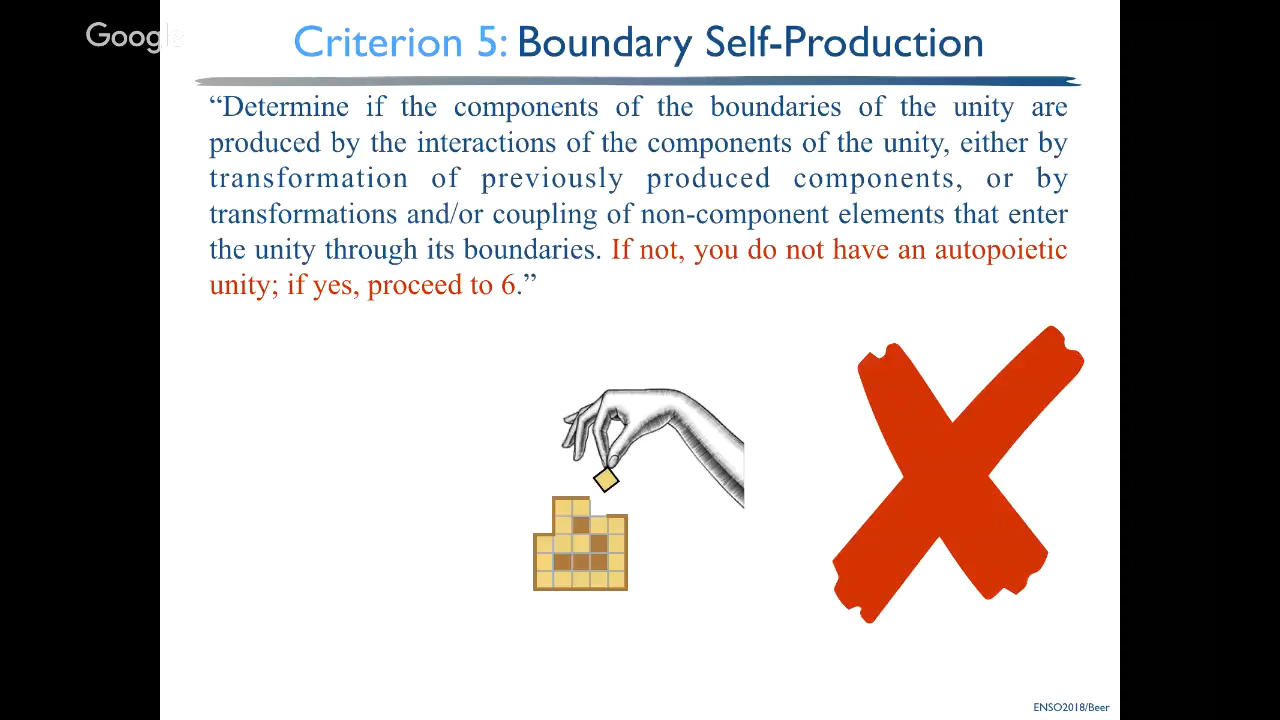 Google
Criterion 5: Boundary Self-Production
“Determine if the components of the boundaries of the unity are
produced by the interactions of the components of the unity, either by
transformation of previously produced components, or by
transformations and/or coupling of non-component elements that enter
the unity through its boundaries. If not, you do not have an autopoietic
unity; if yes, proceed to 6.”
ENSO2018/Beer